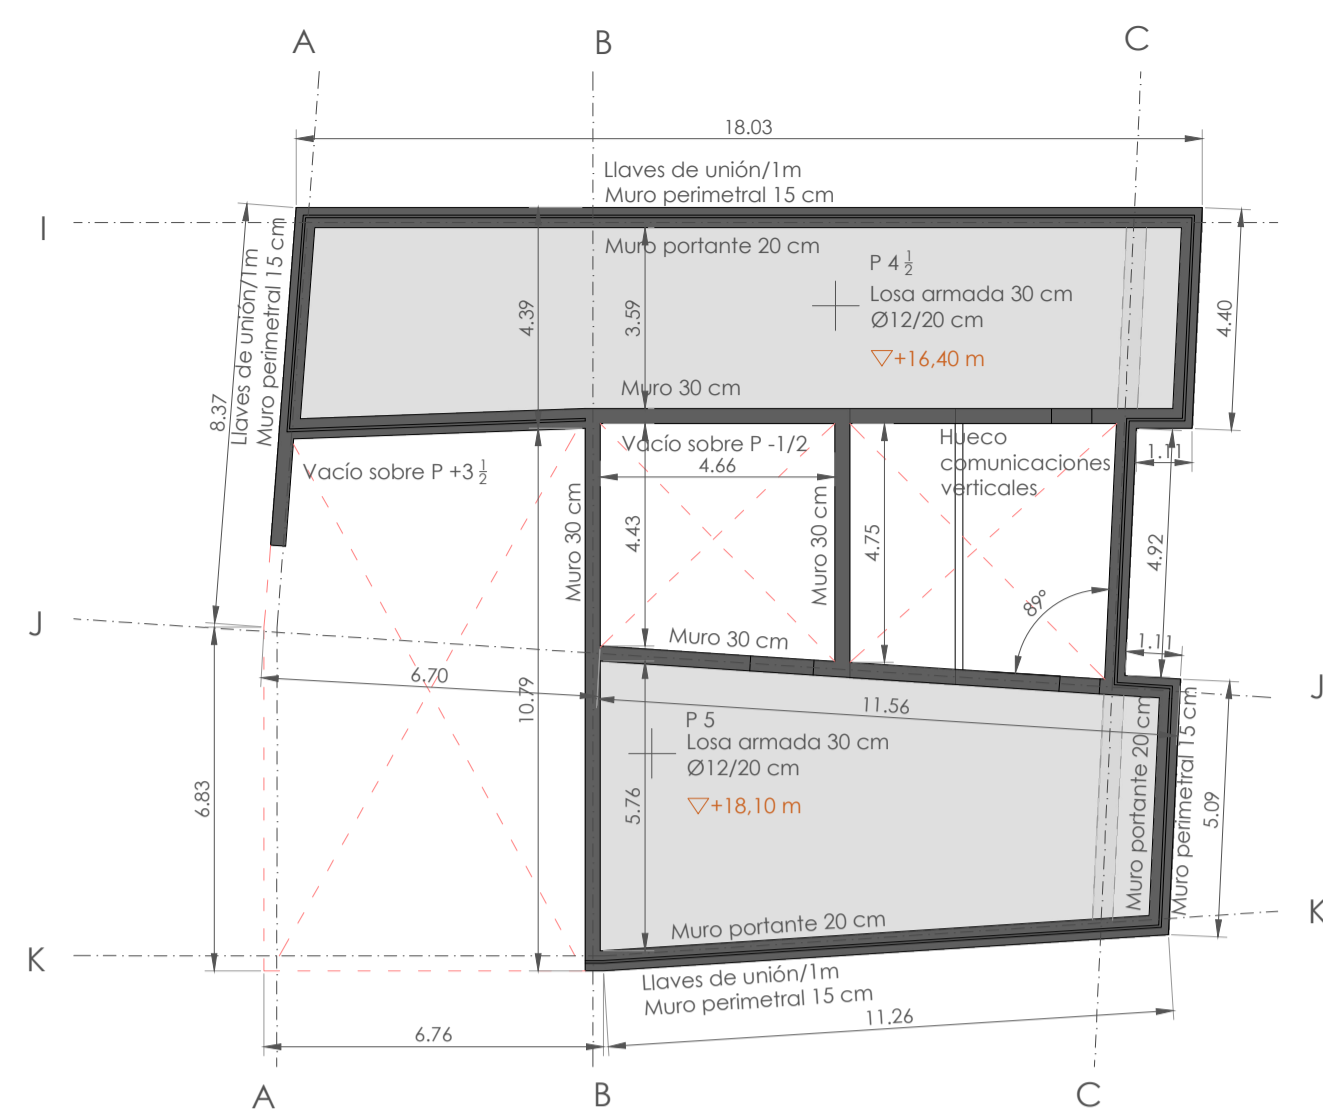 A
B
C
18.03
Llaves de unión/1m
Muro perimetral 15 cm
I
Llaves de unión/1m
Muro perimetral 15 cm
8.37
Muro portante 20 cm
P 4 1/2
Losa armada 30 cm
Ø12/20 cm
▽+16,40 m
4.39
3.59
4.40
Muro 30 cm
Vacío sobre P +3 1/2
Vacío sobre P -1/2
4.66
Hueco
comunicaciones
verticales
1.11
Muro 30 cm
4.43
Muro 30 cm
4.75
4.92
89º
J
Muro 30 cm
1.11
6.70
10.79
11.56
J
P 5
Losa armada 30 cm
Ø12/20 cm
▽+18,10 m
6.83
5.76
Muro portante 20 cm
Muro perimetral 15 cm
5.09
Muro portante 20 cm
K
K
Llaves de unión/1m
Muro perimetral 15 cm
6.76
11.26
A
B
C